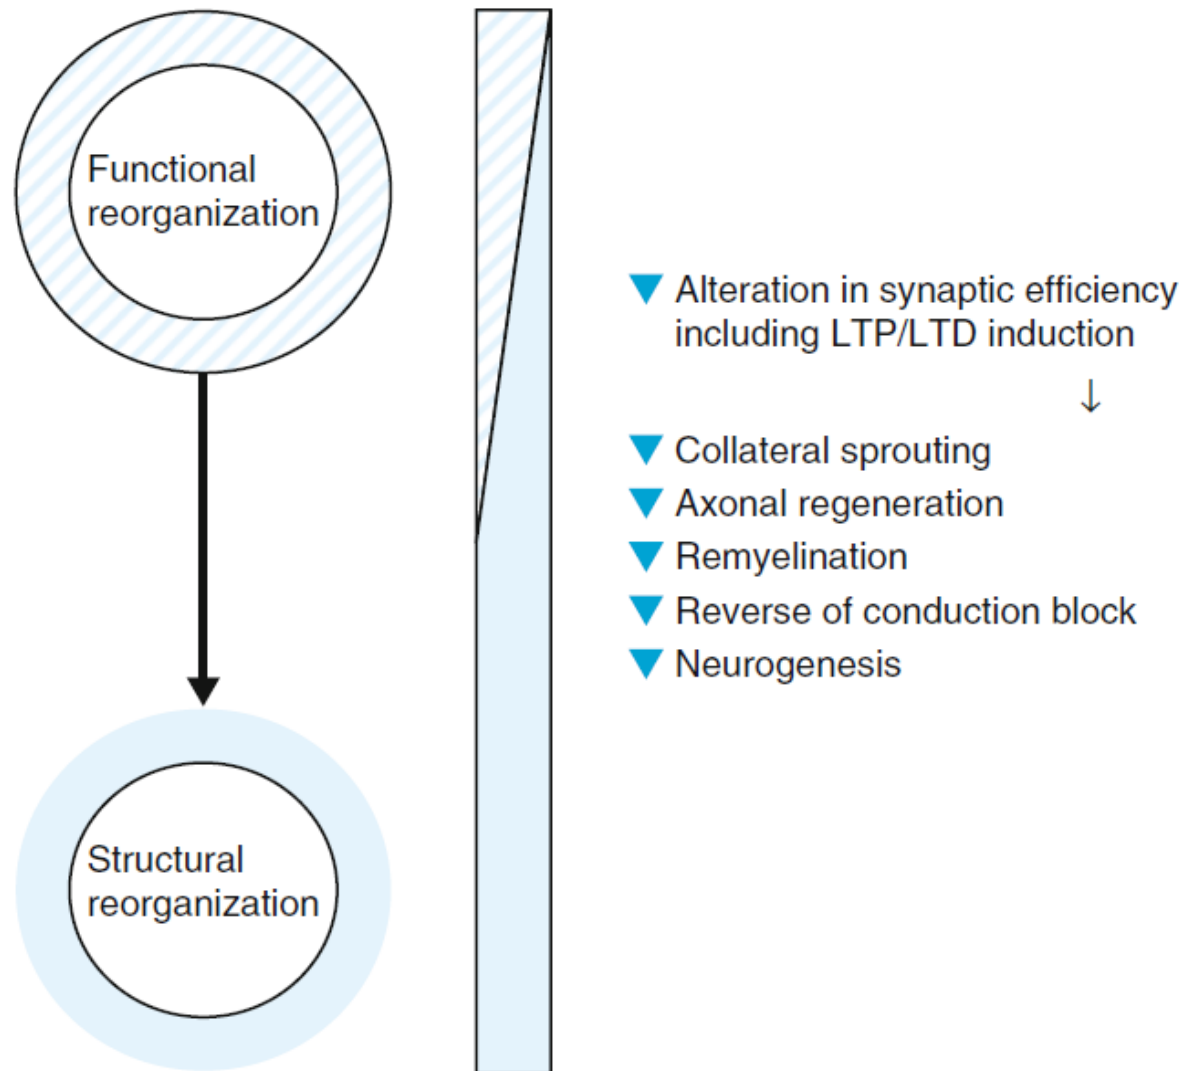 Functional
reorganization
▼ Alteration in synaptic efficiency
including LTP/LTD induction
↓
▼ Collateral sprouting
▼ Axonal regeneration
▼ Remyelination
▼ Reverse of conduction block
▼ Neurogenesis
Structural
reorganization